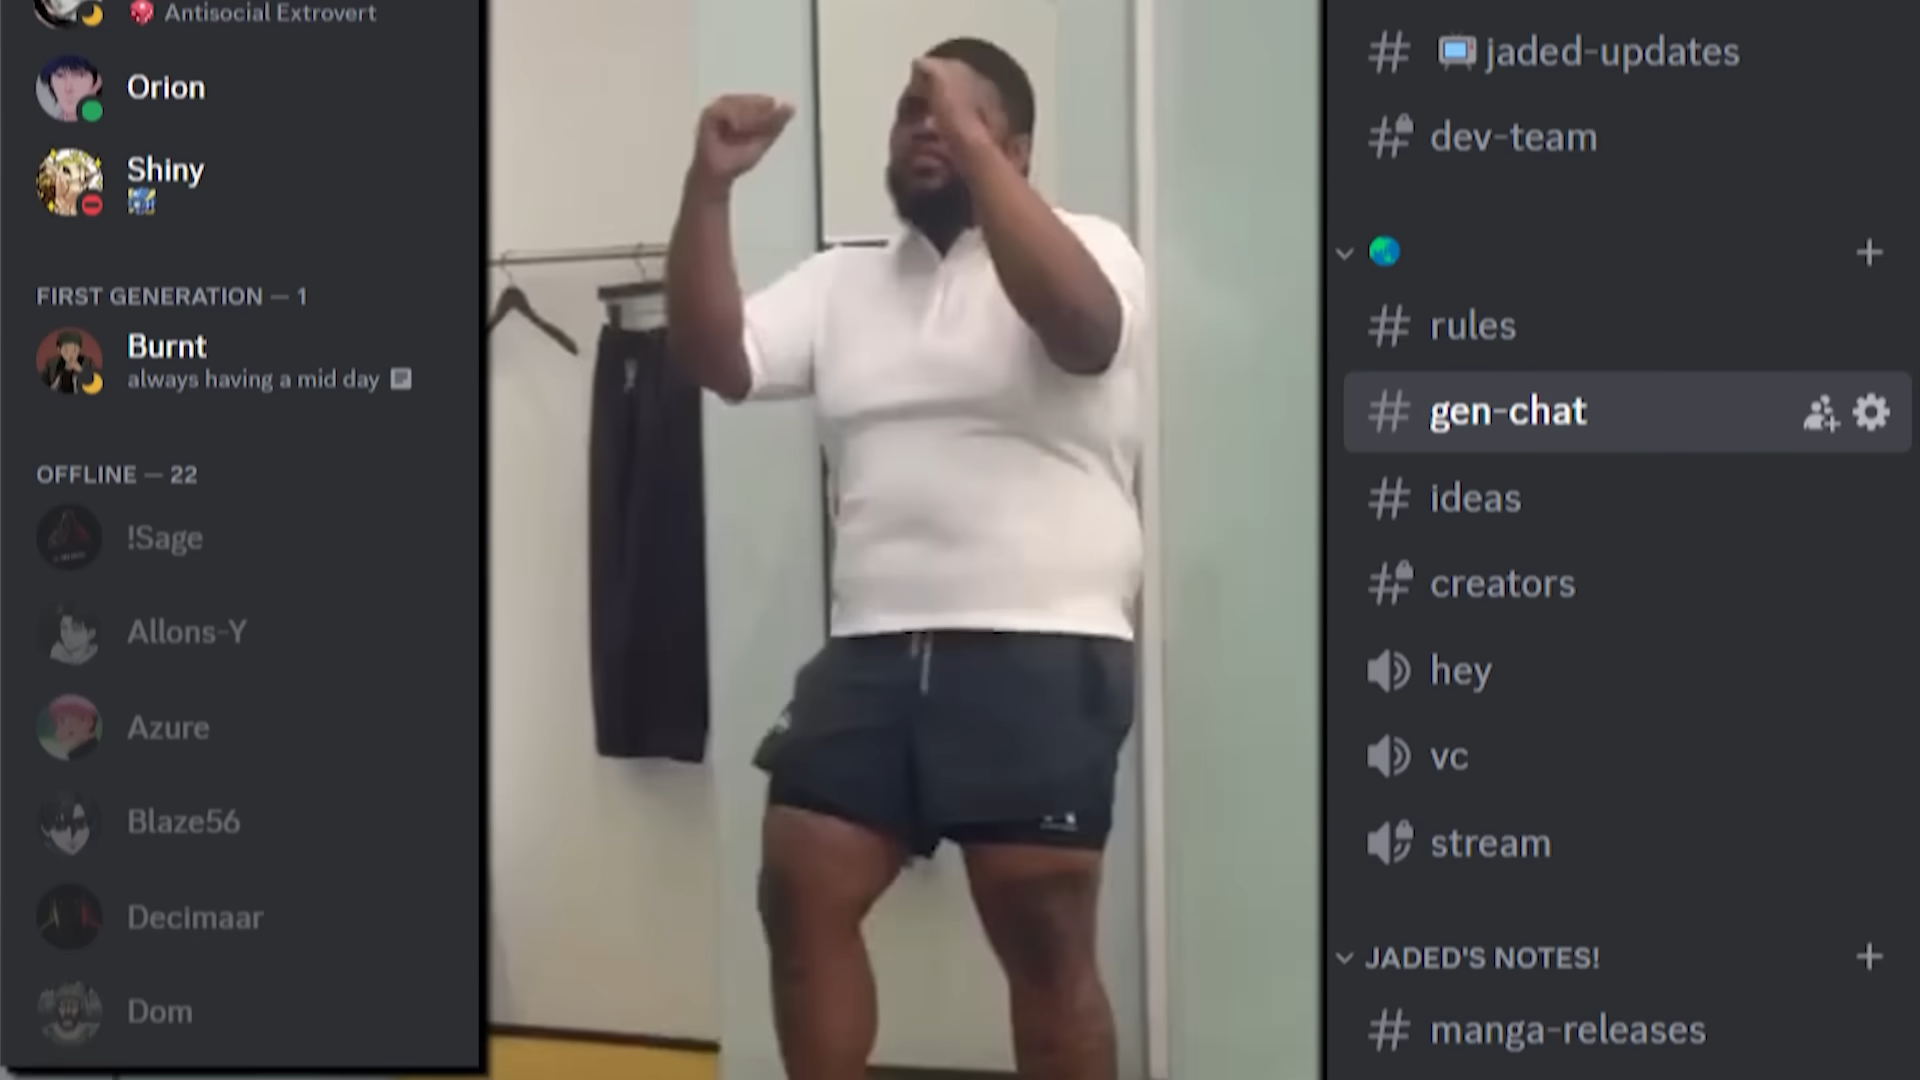 Antisocial Extrovert
Orion
Shiny
FIRST GENERATION — 1
Burnt
always having a mid day
OFFLINE — 22
!Sage
Allons-Y
Azure
Blaze56
Decimaar
Dom
jaded-updates
dev-team
rules
gen-chat
ideas
creators
hey
vc
stream
JADED'S NOTES!
manga-releases